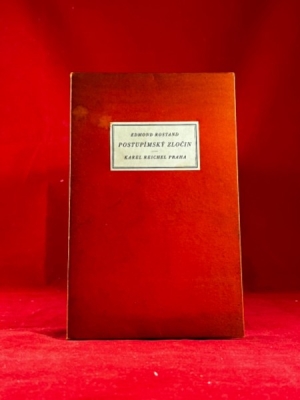 EDMOND ROSTAND
POSTUPÍMSKÝ ZLOČIN
KAREL REICHEL PRAHA